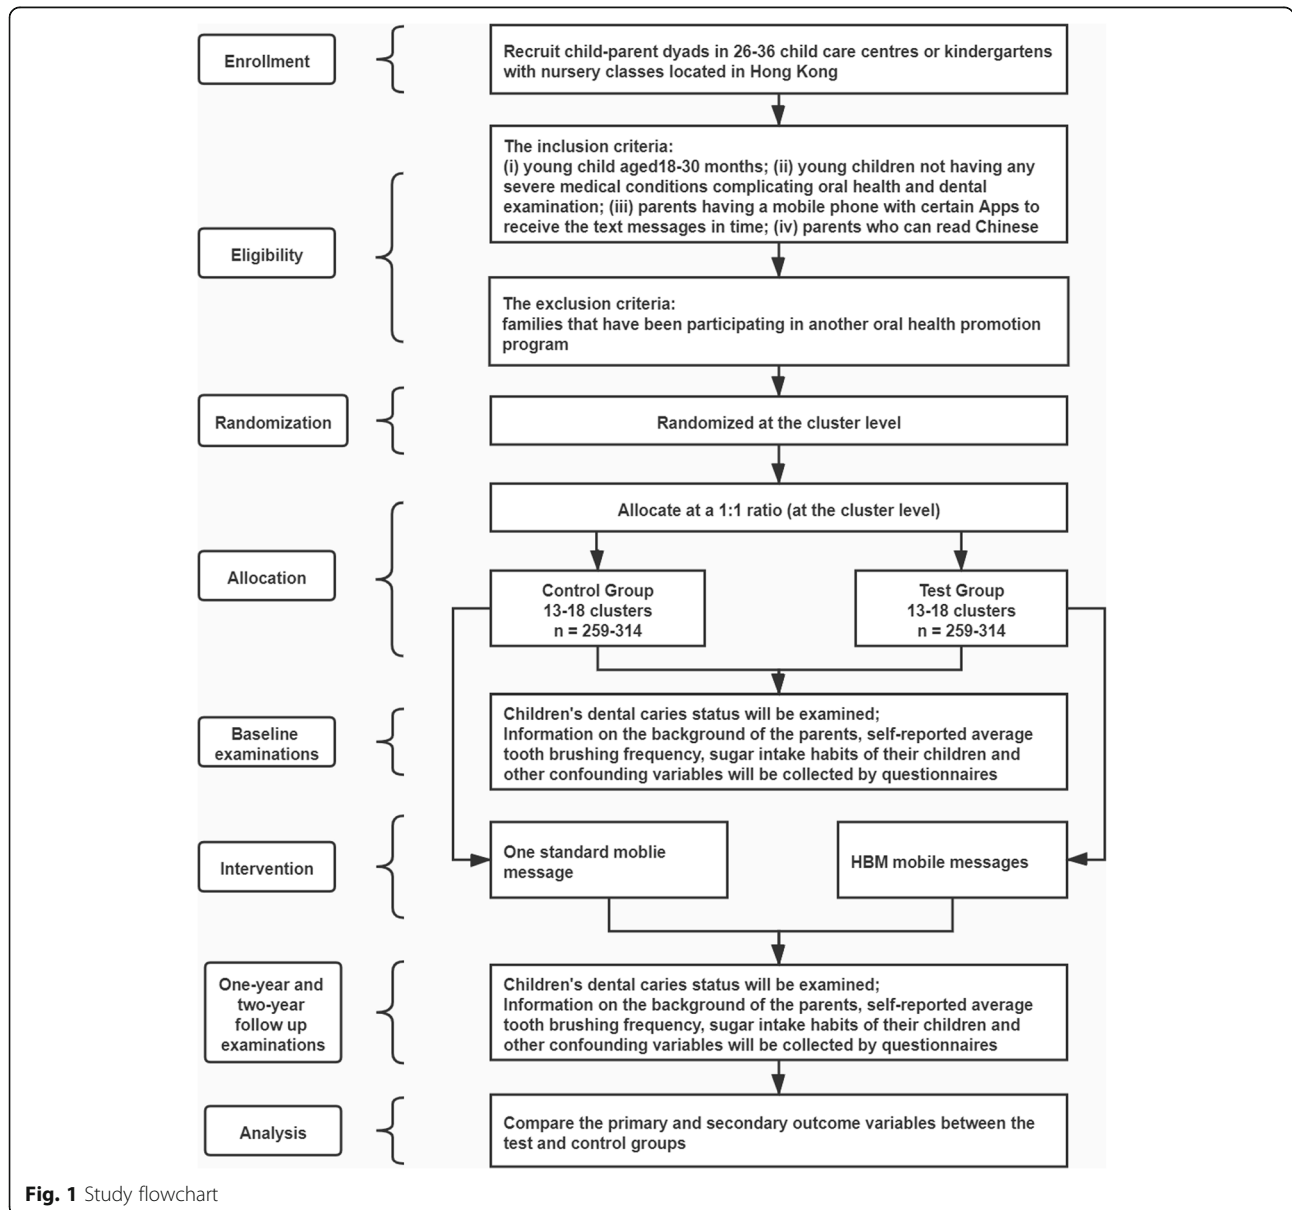 Enrollment
Recruit child-parent dyads in 26-36 child care centres or kindergartens
with nursery classes located in Hong Kong
Eligibility
The inclusion criteria:
(i) young child aged18-30 months; (ii) young children not having any
severe medical conditions complicating oral health and dental
examination; (iii) parents having a mobile phone with certain Apps to
receive the text messages in time; (iv) parents who can read Chinese
The exclusion criteria:
families that have been participating in another oral health promotion
program
Randomization
Randomized at the cluster level
Allocation
Allocate at a 1:1 ratio (at the cluster level)
Control Group
13-18 clusters
n = 259-314
Test Group
13-18 clusters
n = 259-314
Baseline
examinations
Children's dental caries status will be examined;
Information on the background of the parents, self-reported average
tooth brushing frequency, sugar intake habits of their children and
other confounding variables will be collected by questionnaires
Intervention
One standard moblie
message
HBM mobile messages
One-year and
two-year
follow up
examinations
Children's dental caries status will be examined;
Information on the background of the parents, self-reported average
tooth brushing frequency, sugar intake habits of their children and
other confounding variables will be collected by questionnaires
Analysis
Compare the primary and secondary outcome variables between the
test and control groups
Fig. 1 Study flowchart